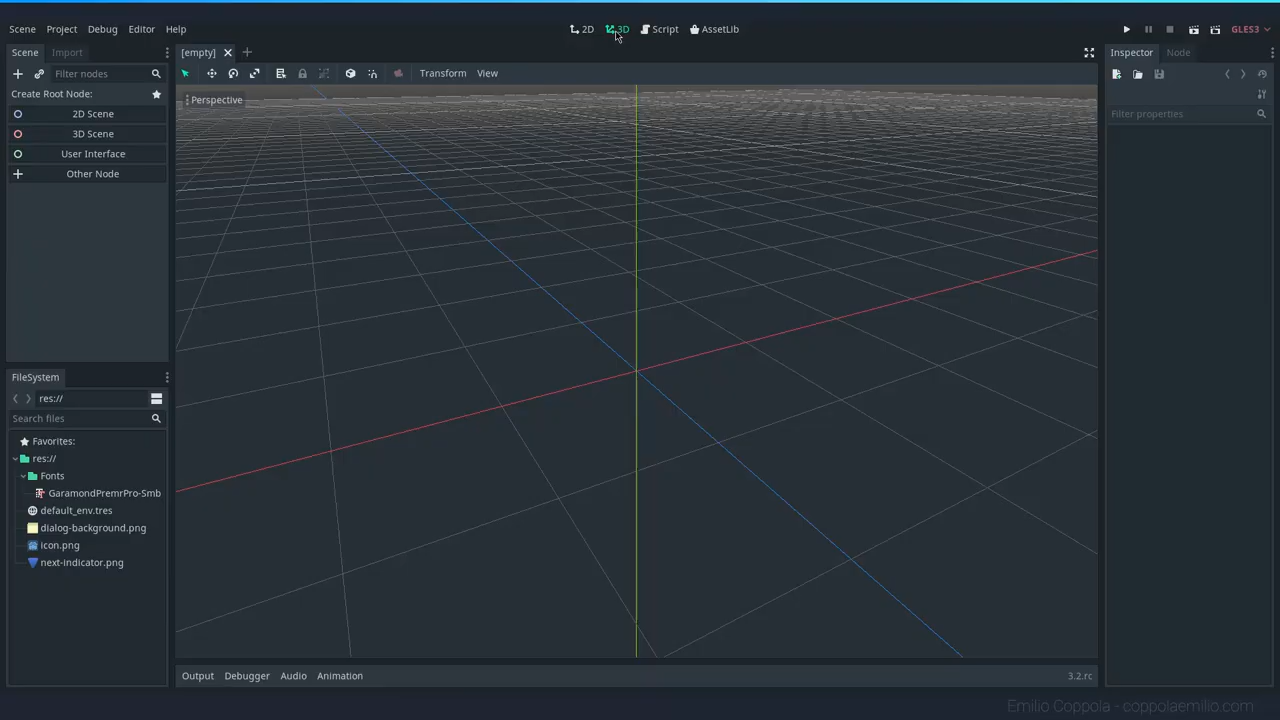 Scene Project Debug Editor Help
2D 3D Script AssetLib
GLES3
Scene Import
[empty]
Inspector Node
Filter nodes
Transform View
Create Root Node:
2D Scene
3D Scene
User Interface
Other Node
Perspective
Filter properties
FileSystem
res://
Search files
Favorites:
res://
Fonts
GaramondPremrPro-Smb
default_env.tres
dialog-background.png
icon.png
next-indicator.png
Output Debugger Audio Animation
3.2.rc
Emilio Coppola - coppolaemilio.com